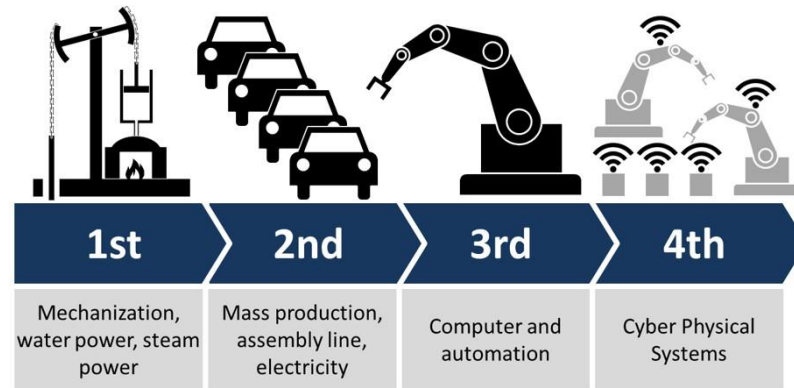 1st
2nd
3rd
4th
Mechanization,
water power, steam
power
Mass production,
assembly line,
electricity
Computer and
automation
Cyber Physical
Systems